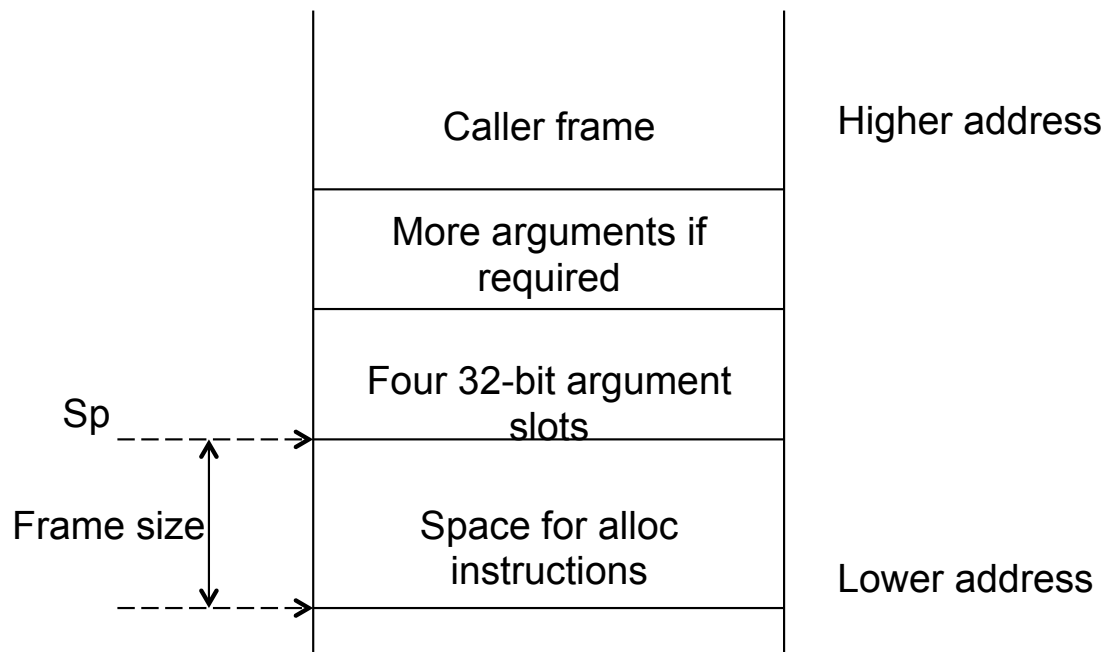 Caller frame
Higher address
More arguments if
required
Four 32-bit argument
slots
Sp
Frame size
Space for alloc
instructions
Lower address